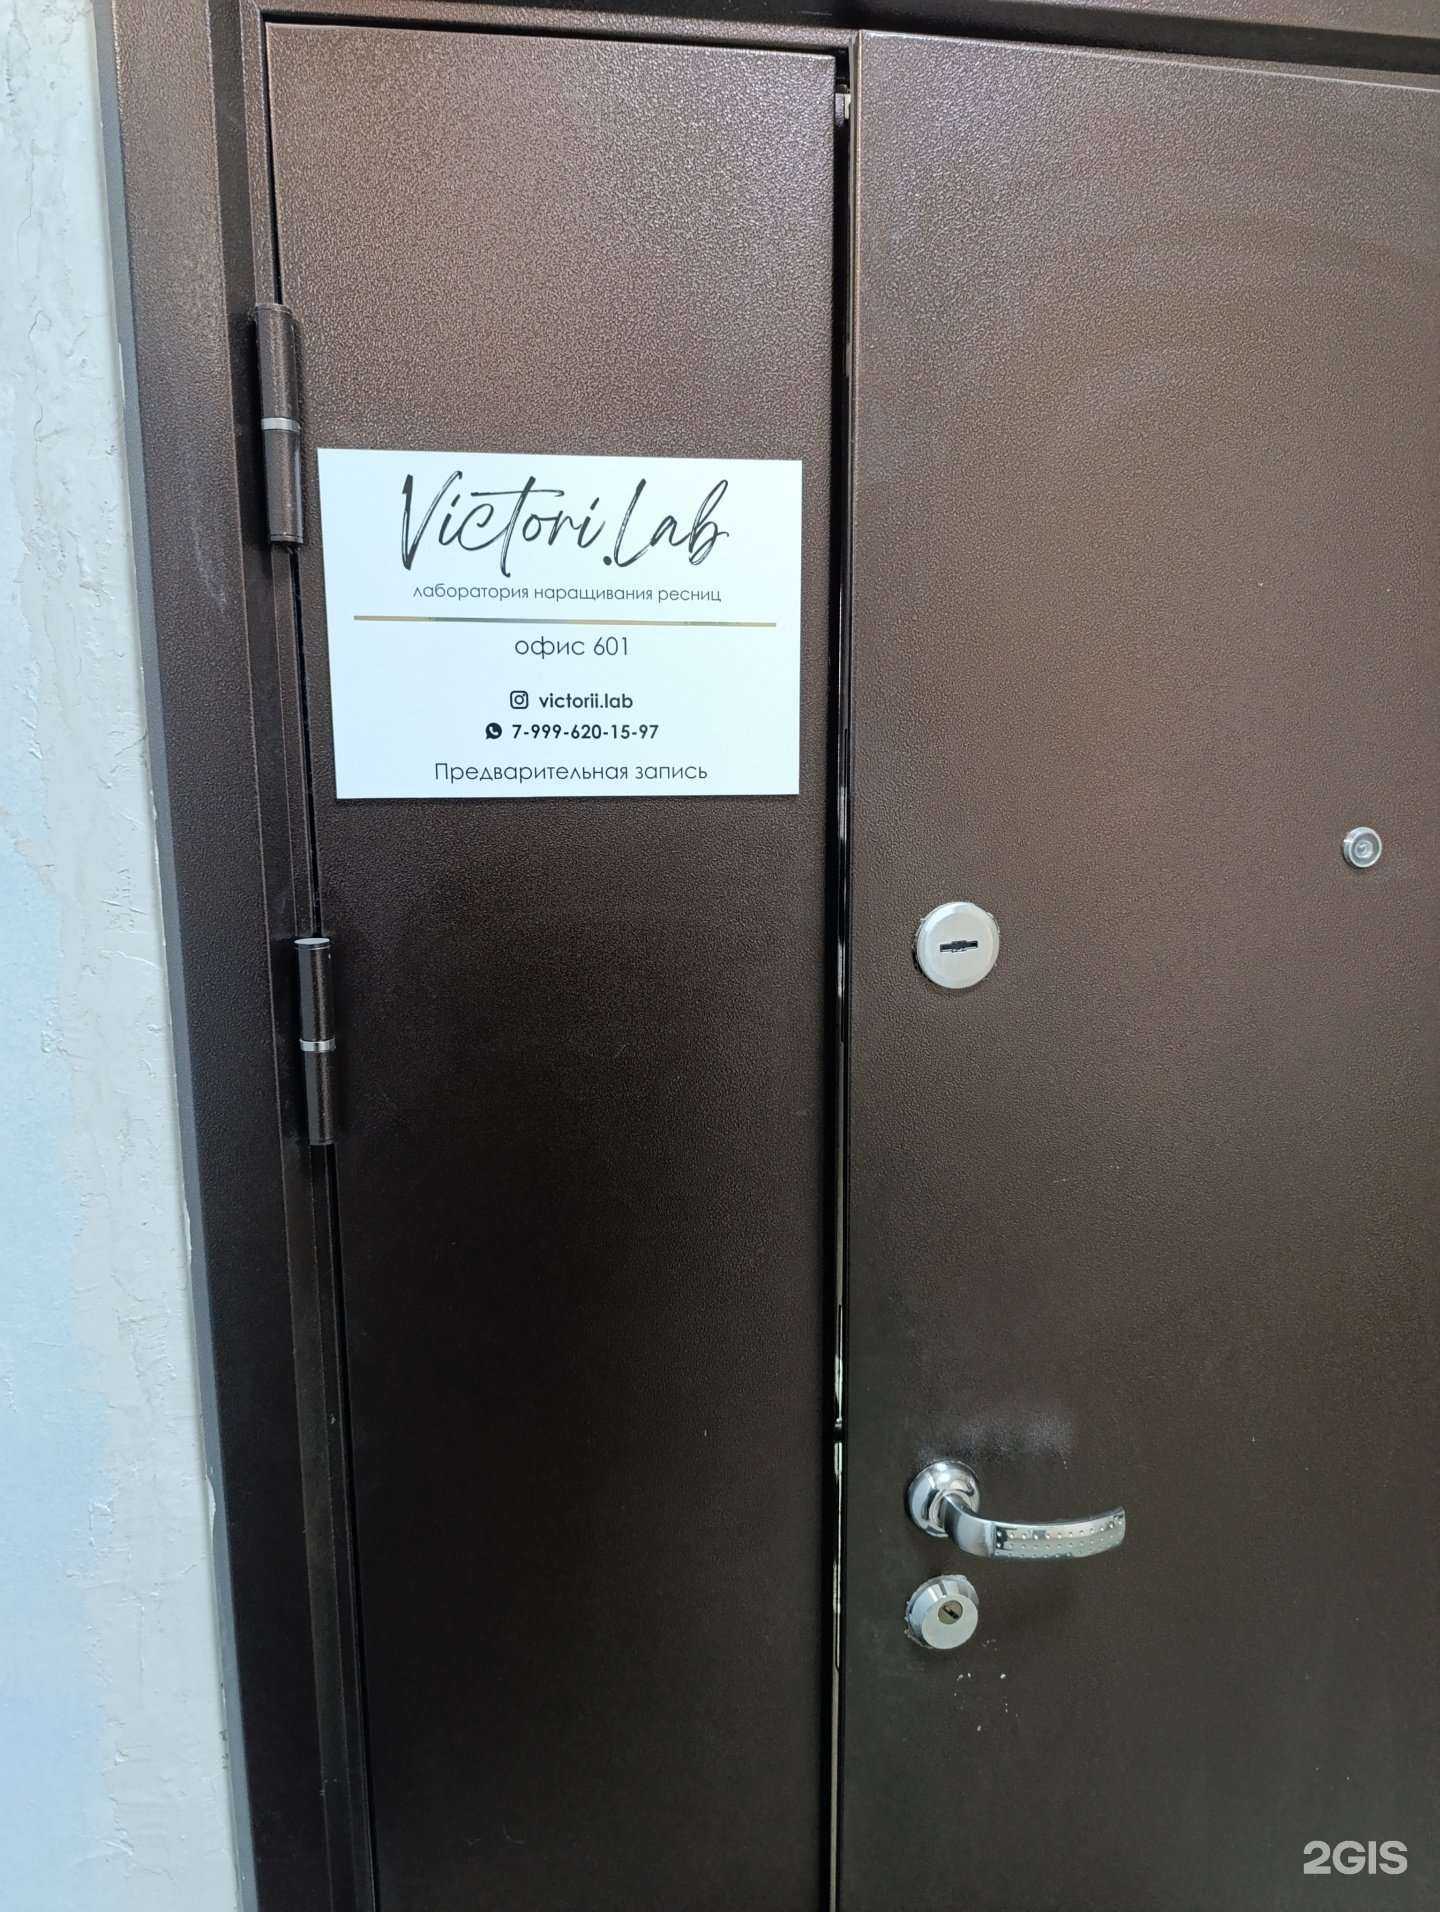 Victori.Lab
лаборатория наращивания ресниц
офис 601
victorii.lab
7-999-620-15-97
Предварительная запись
2GIS